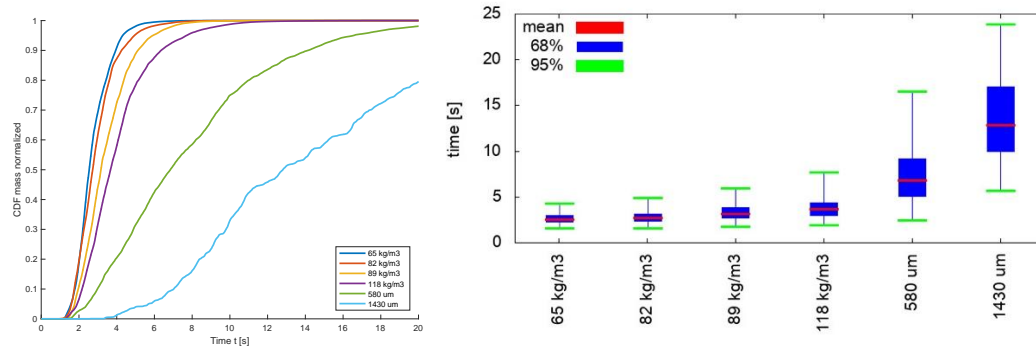 1
0.9
0.8
0.7
0.6
0.5
0.4
0.3
0.2
0.1
0
CDF mass normalized
0 2 4 6 8 10 12 14 16 18 20
Time t [s]
65 kg/m3
82 kg/m3
89 kg/m3
118 kg/m3
580 um
1430 um
25
20
15
10
5
0
time [s]
mean
68%
95%
65 kg/m3
82 kg/m3
89 kg/m3
118 kg/m3
580 um
1430 um